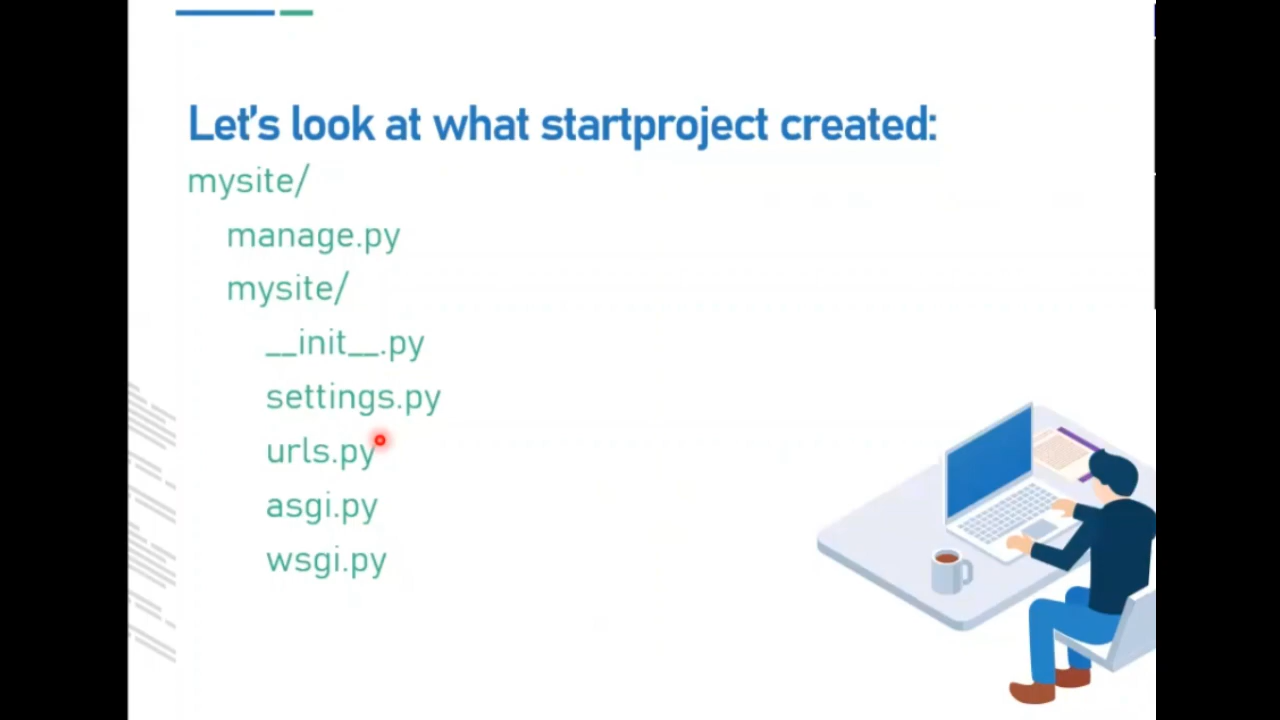 Let's look at what startproject created:
mysite/
manage.py
mysite/
__init__.py
settings.py
urls.py
asgi.py
wsgi.py